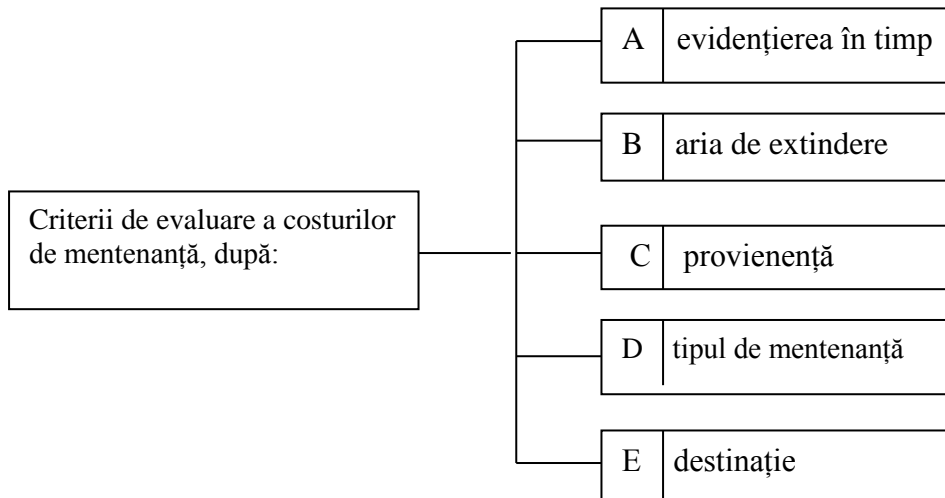 A evidențierea în timp
B aria de extindere
Criterii de evaluare a costurilor
de mentenanță, după:
C provienență
D tipul de mentenanță
E destinație